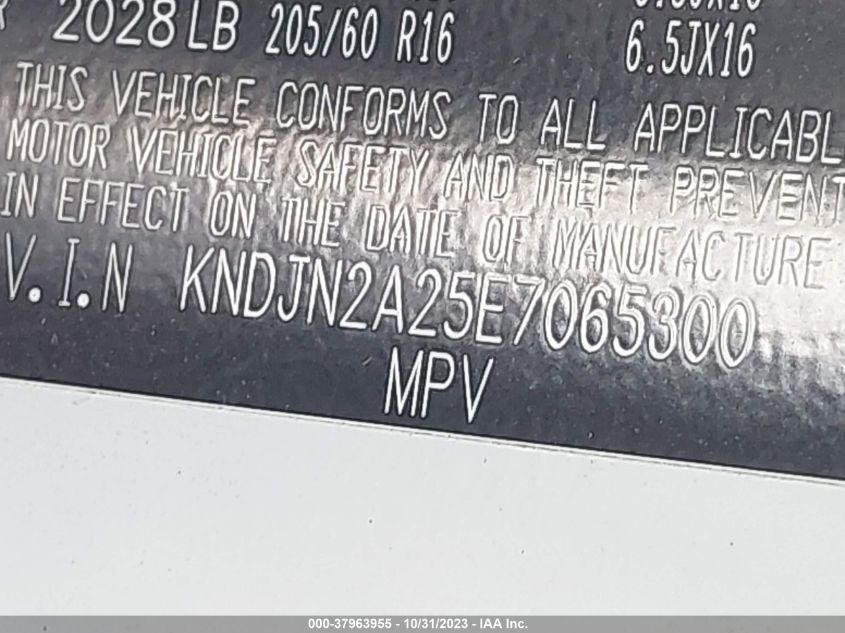 2028 LB 205/60 R16 6.5JX16
THIS VEHICLE CONFORMS TO ALL APPLICABL
MOTOR VEHICLE SAFETY AND THEFT PREVENT
IN EFFECT ON THE DATE OF MANUFACTURE
V.I.N KNDJN2A25E7065300
MPV
000-37963955 - 10/31/2023 - IAA Inc.